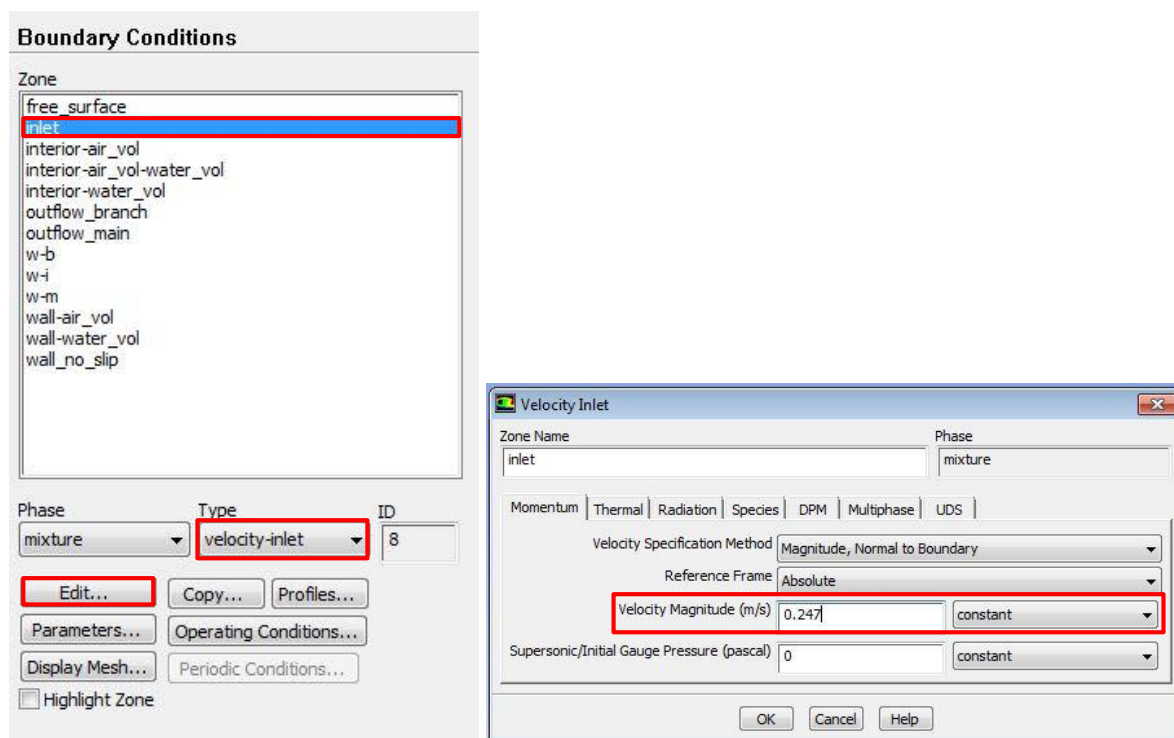 Boundary Conditions
Zone
free_surface
inlet
interior-air_vol
interior-air_vol-water_vol
interior-water_vol
outflow_branch
outflow_main
w-b
w-i
w-m
wall-air_vol
wall-water_vol
wall_no_slip
Phase Type ID
mixture velocity-inlet 8
Edit... Copy... Profiles...
Parameters... Operating Conditions...
Display Mesh... Periodic Conditions...
Highlight Zone
Velocity Inlet
Zone Name Phase
inlet mixture
Momentum Thermal Radiation Species DPM Multiphase UDS
Velocity Specification Method Magnitude, Normal to Boundary
Reference Frame Absolute
Velocity Magnitude (m/s) 0.247 constant
Supersonic/Initial Gauge Pressure (pascal) 0 constant
OK Cancel Help